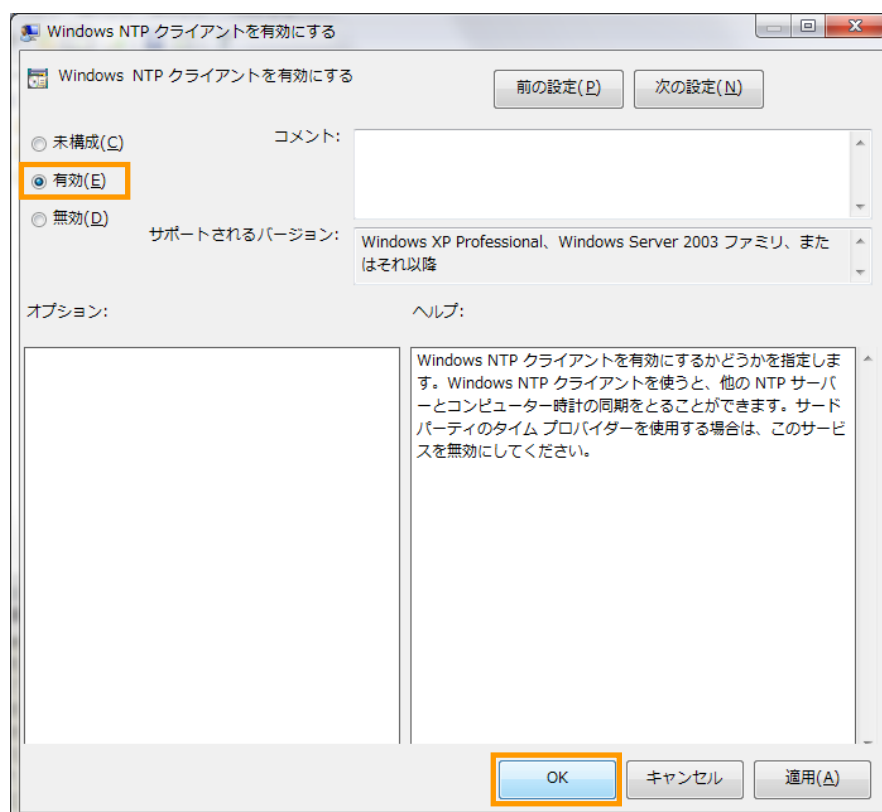 Windows NTP クライアントを有効にする
Windows NTP クライアントを有効にする
前の設定(P)
次の設定(N)
未構成(C)
コメント:
有効(E)
無効(D)
サポートされるバージョン:
Windows XP Professional、Windows Server 2003 ファミリ、また
はそれ以降
オプション:
ヘルプ:
Windows NTP クライアントを有効にするかどうかを指定しま
す。Windows NTP クライアントを使うと、他の NTP サーバ
ーとコンピューター時計の同期をとることができます。サード
パーティのタイム プロバイダーを使用する場合は、このサービ
スを無効にしてください。
OK
キャンセル
適用(A)